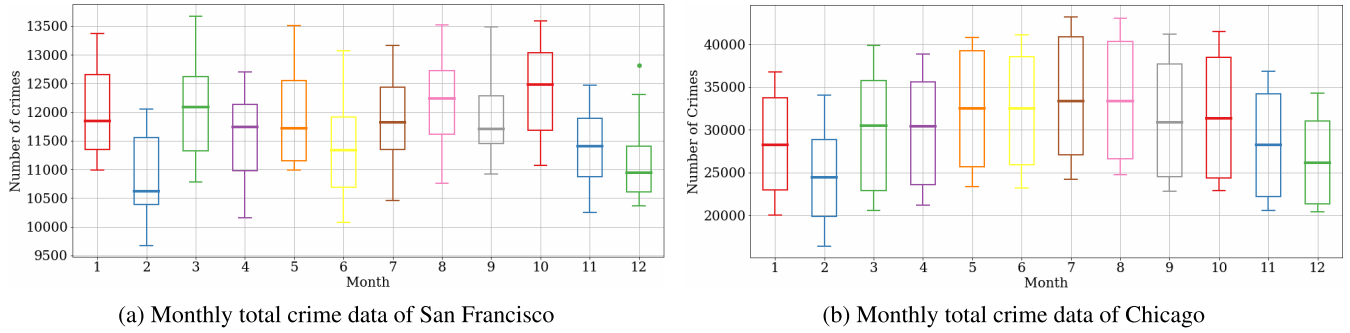 13500
13000
12500
12000
11500
11000
10500
10000
9500
Number of crimes
1 2 3 4 5 6 7 8 9 10 11 12
Month
(a) Monthly total crime data of San Francisco
40000
35000
30000
25000
20000
Number of Crimes
1 2 3 4 5 6 7 8 9 10 11 12
Month
(b) Monthly total crime data of Chicago